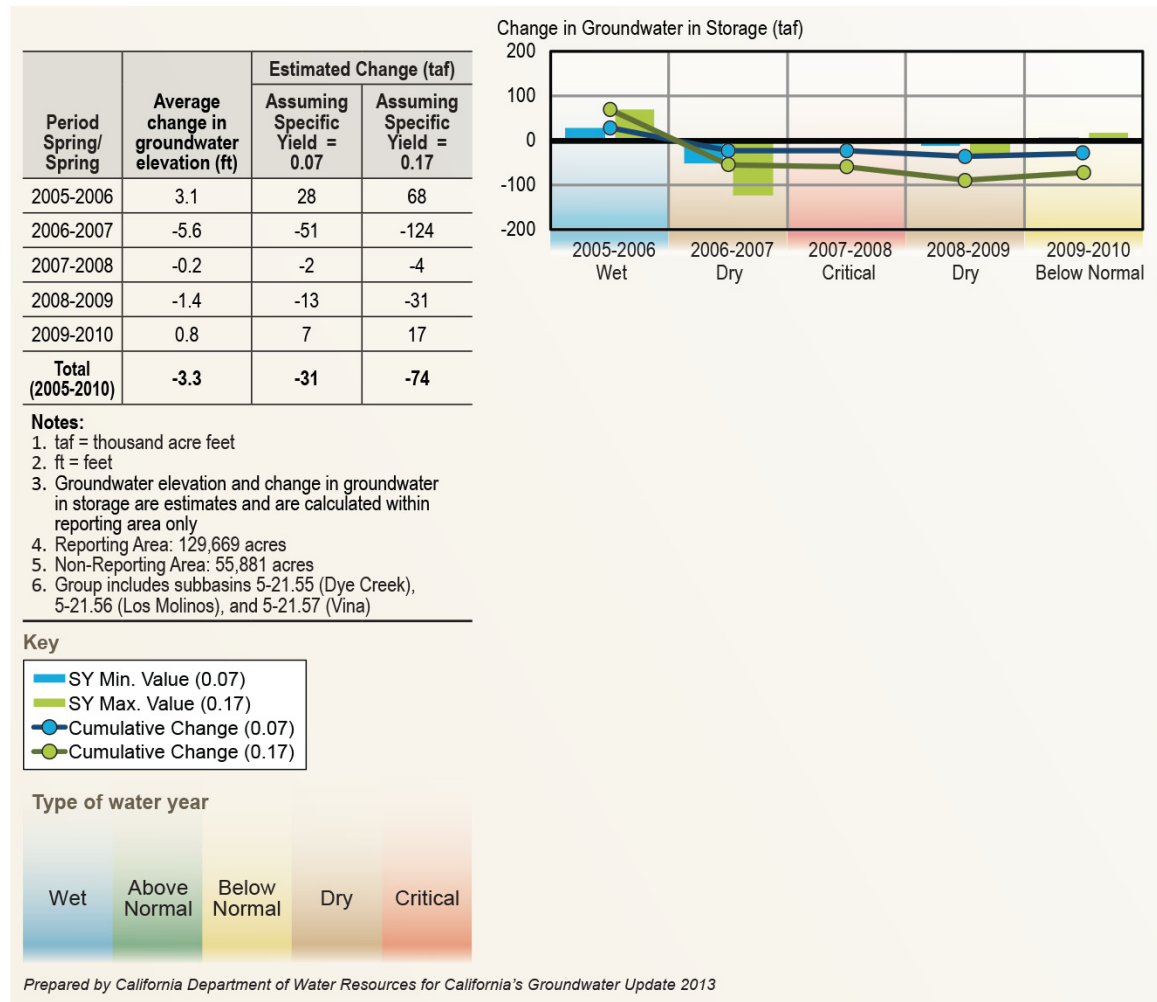 Period Spring/ Spring
Average change in groundwater elevation (ft)
Estimated Change (taf)
Assuming Specific Yield = 0.07
Assuming Specific Yield = 0.17
2005-2006 3.1 28 68
2006-2007 -5.6 -51 -124
2007-2008 -0.2 -2 -4
2008-2009 -1.4 -13 -31
2009-2010 0.8 7 17
Total (2005-2010) -3.3 -31 -74
Notes:
1. taf = thousand acre feet
2. ft = feet
3. Groundwater elevation and change in groundwater
in storage are estimates and are calculated within
reporting area only
4. Reporting Area: 129,669 acres
5. Non-Reporting Area: 55,881 acres
6. Group includes subbasins 5-21.55 (Dye Creek),
5-21.56 (Los Molinos), and 5-21.57 (Vina)
Key
SY Min. Value (0.07)
SY Max. Value (0.17)
Cumulative Change (0.07)
Cumulative Change (0.17)
Type of water year
Wet
Above Normal
Below Normal
Dry
Critical
Change in Groundwater in Storage (taf)
200
100
0
-100
-200
2005-2006 2006-2007 2007-2008 2008-2009 2009-2010
Wet Dry Critical Dry Below Normal
Prepared by California Department of Water Resources for California's Groundwater Update 2013